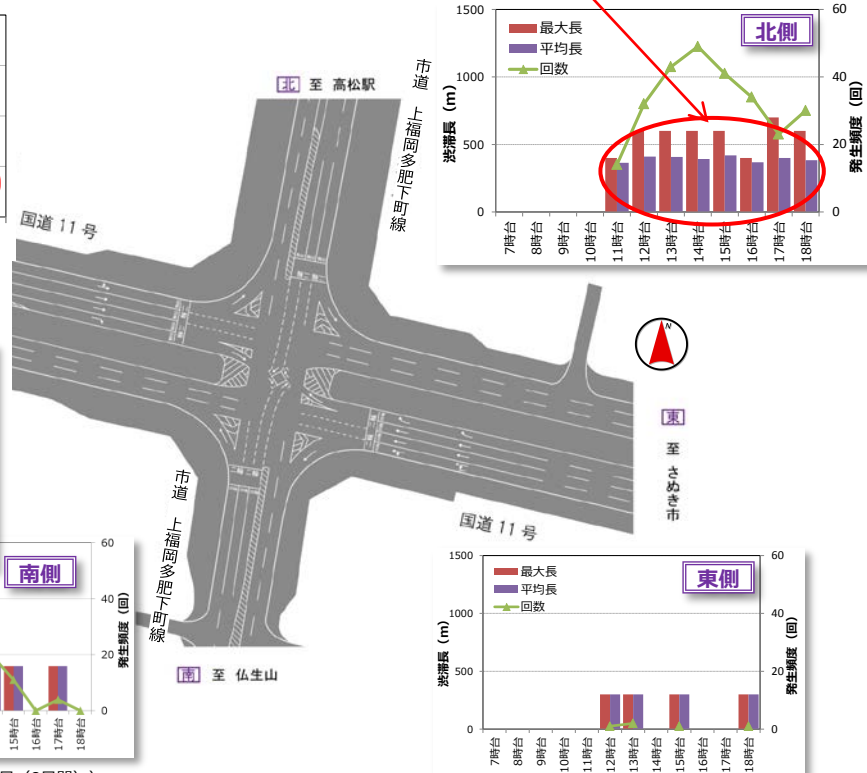 1500
1000
500
0
渋滞長（m）
最大長
平均長
回数
北側
60
40
20
0
発生頻度（回）
7時台
8時台
9時台
10時台
11時台
12時台
13時台
14時台
15時台
16時台
17時台
18時台
北 至 高松駅
市道 上福岡多肥下町線
国道 11 号
N
東
至 さぬき市
国道 11 号
市道 上福岡多肥下町線
南 至 仏生山
南側
60
40
20
0
発生頻度（回）
15時台
16時台
17時台
18時台
1500
1000
500
0
渋滞長（m）
最大長
平均長
回数
東側
60
40
20
0
発生頻度（回）
7時台
8時台
9時台
10時台
11時台
12時台
13時台
14時台
15時台
16時台
17時台
18時台